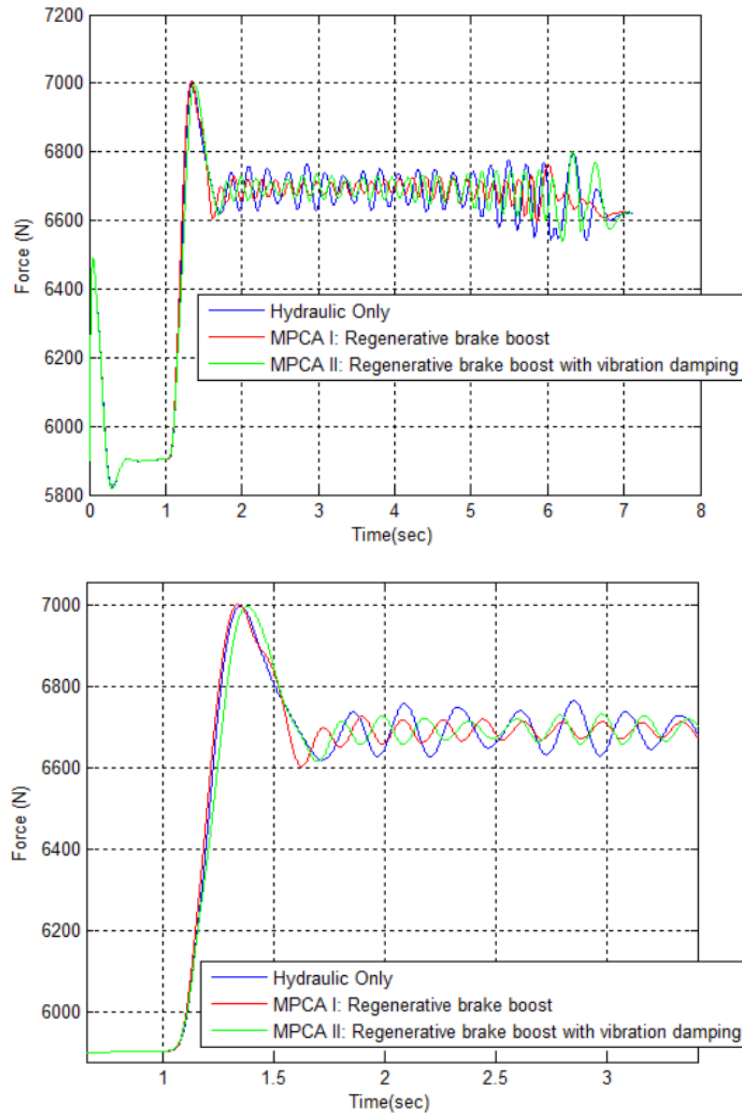 7200
7000
6800
6600
6400
6200
6000
5800
Force (N)
0 1 2 3 4 5 6 7 8
Time(sec)
Hydraulic Only
MPCA I: Regenerative brake boost
MPCA II: Regenerative brake boost with vibration damping
7000
6800
6600
6400
6200
6000
Force (N)
1 1.5 2 2.5 3
Time(sec)
Hydraulic Only
MPCA I: Regenerative brake boost
MPCA II: Regenerative brake boost with vibration damping